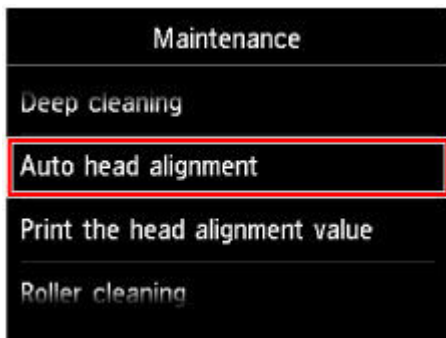 Maintenance
Deep cleaning
Auto head alignment
Print the head alignment value
Roller cleaning